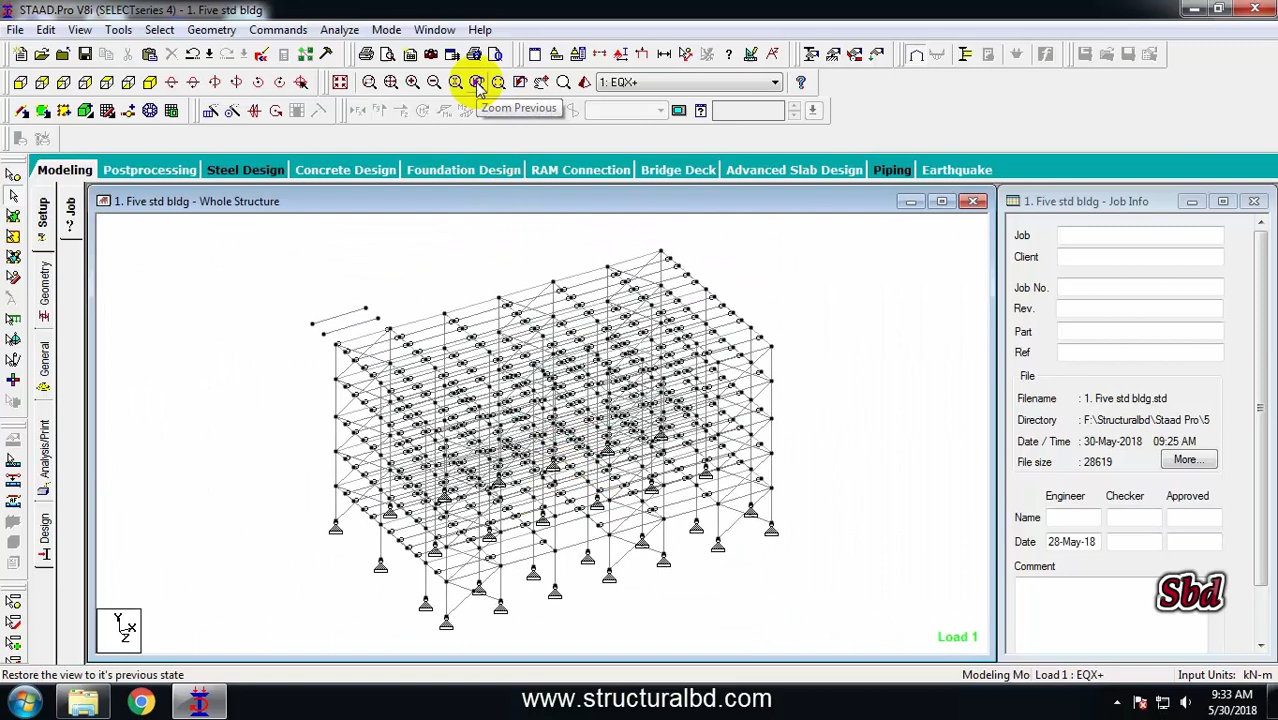 STAAD.Pro V8i (SELECTseries 4) - 1. Five std bldg
File Edit View Tools Select Geometry Commands Analyze Mode Window Help
1: EQX+
Zoom Previous
Modeling Postprocessing Steel Design Concrete Design Foundation Design RAM Connection Bridge Deck Advanced Slab Design Piping Earthquake
Setup
Geometry
General
Analysis/Print
Design
Job
1. Five std bldg - Whole Structure
Y
X
Z
Load 1
1. Five std bldg - Job Info
Job
Client
Job No.
Rev.
Part
Ref
File
Filename : 1. Five std bldg.std
Directory : F:\Structuralbd\Staad Pro\5
Date / Time : 30-May-2018 09:25 AM
File size : 28619 More...
Engineer Checker Approved
Name
Date 28-May-18
Comment
Sbd
Restore the view to it's previous state
Modeling Mo Load 1 : EQX+ Input Units: kN-m
www.structuralbd.com
9:33 AM
5/30/2018